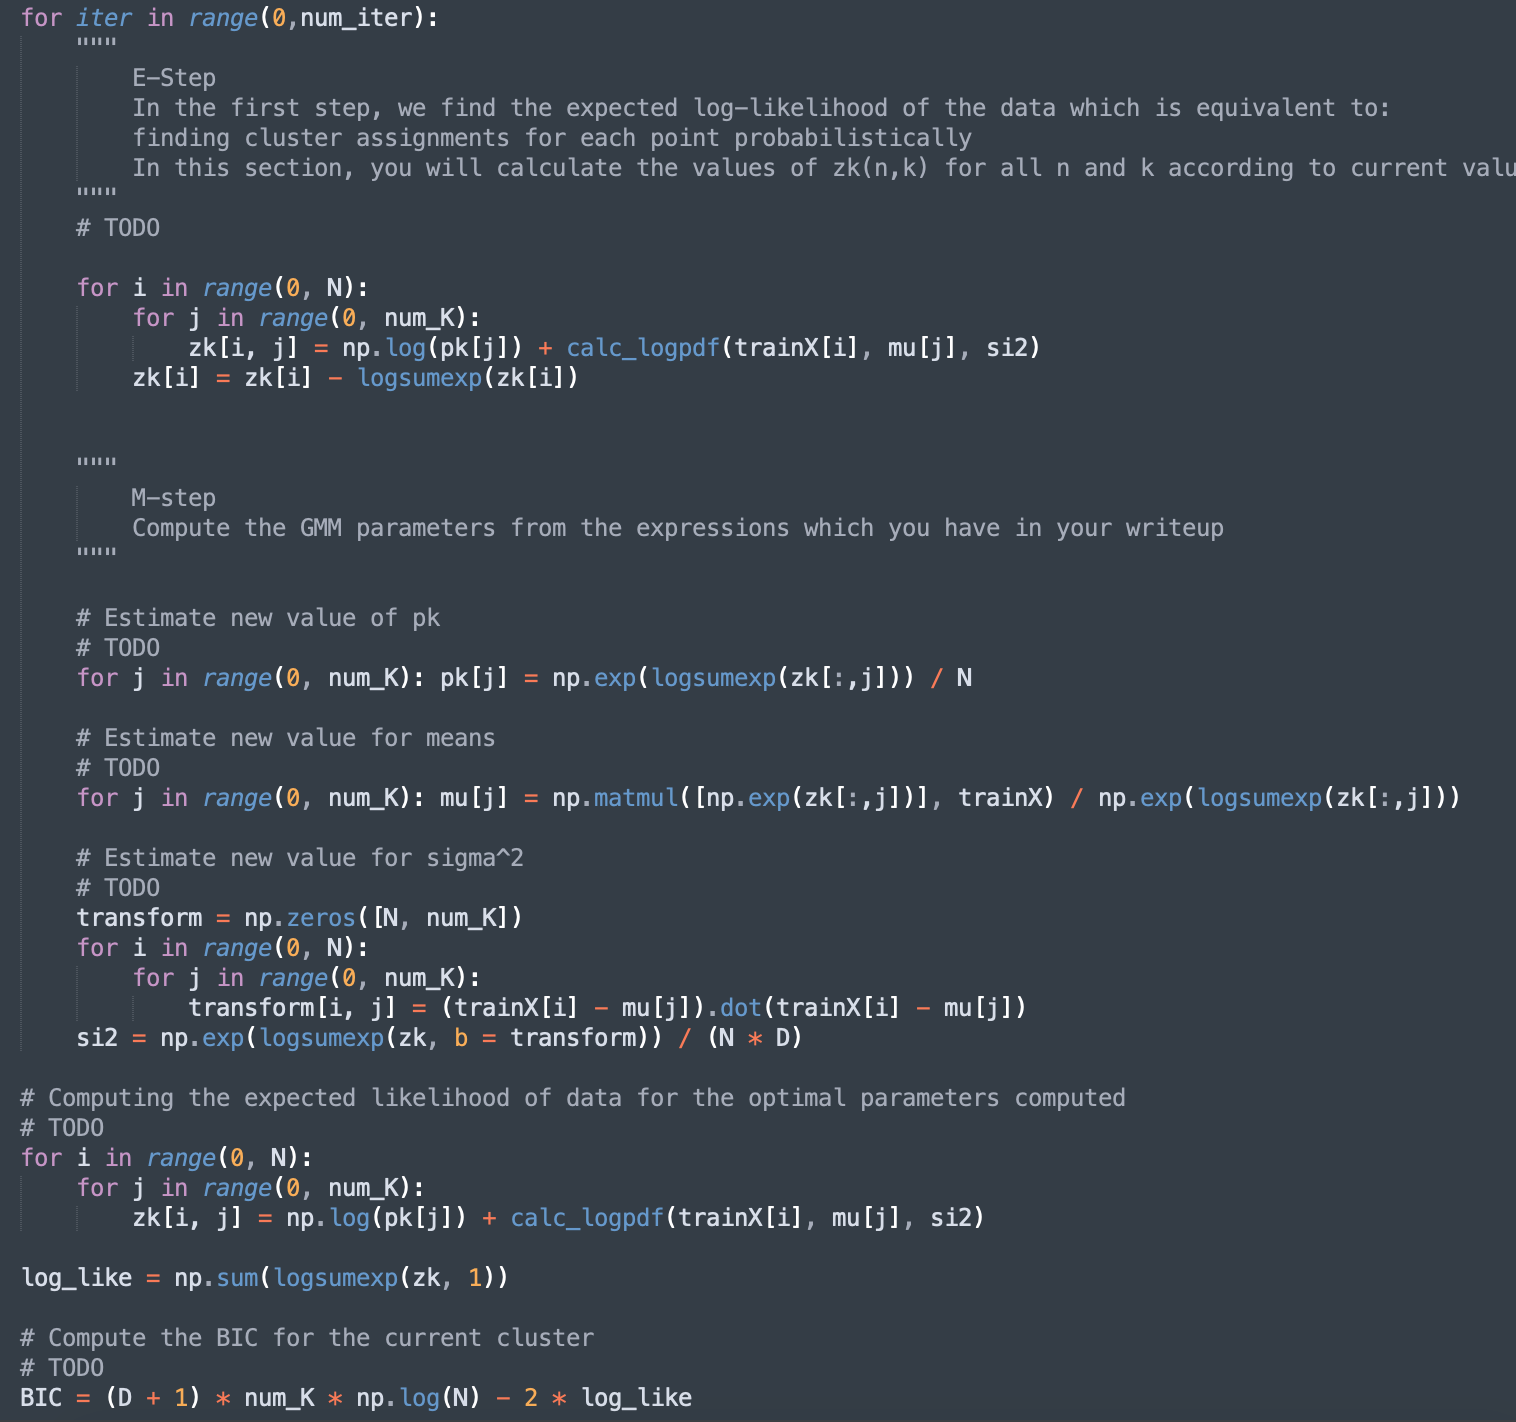 for iter in range(0,num_iter):
    """
        E-Step
        In the first step, we find the expected log-likelihood of the data which is equivalent to:
        finding cluster assignments for each point probabilistically
        In this section, you will calculate the values of zk(n,k) for all n and k according to current valu
    """
    # TODO

    for i in range(0, N):
        for j in range(0, num_K):
            zk[i, j] = np.log(pk[j]) + calc_logpdf(trainX[i], mu[j], si2)
        zk[i] = zk[i] - logsumexp(zk[i])


    """
        M-step
        Compute the GMM parameters from the expressions which you have in your writeup
    """

    # Estimate new value of pk
    # TODO
    for j in range(0, num_K): pk[j] = np.exp(logsumexp(zk[:,j])) / N

    # Estimate new value for means
    # TODO
    for j in range(0, num_K): mu[j] = np.matmul([np.exp(zk[:,j])], trainX) / np.exp(logsumexp(zk[:,j]))

    # Estimate new value for sigma^2
    # TODO
    transform = np.zeros([N, num_K])
    for i in range(0, N):
        for j in range(0, num_K):
            transform[i, j] = (trainX[i] - mu[j]).dot(trainX[i] - mu[j])
    si2 = np.exp(logsumexp(zk, b = transform)) / (N * D)

# Computing the expected likelihood of data for the optimal parameters computed
# TODO
for i in range(0, N):
    for j in range(0, num_K):
        zk[i, j] = np.log(pk[j]) + calc_logpdf(trainX[i], mu[j], si2)

log_like = np.sum(logsumexp(zk, 1))

# Compute the BIC for the current cluster
# TODO
BIC = (D + 1) * num_K * np.log(N) - 2 * log_like